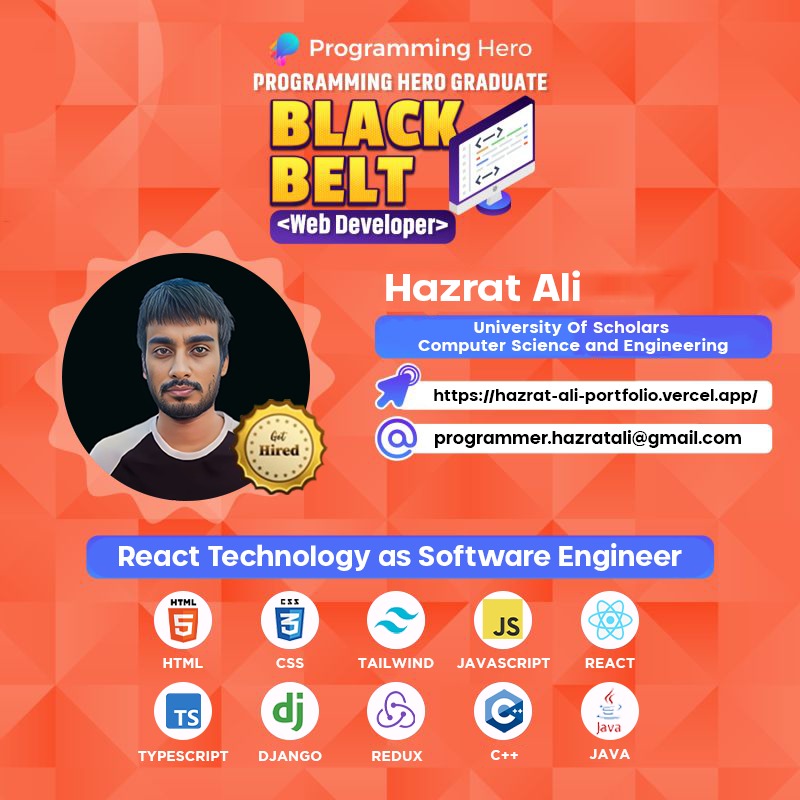 Programming Hero
PROGRAMMING HERO GRADUATE
BLACK
BELT
<Web Developer>
Hazrat Ali
University Of Scholars
Computer Science and Engineering
https://hazrat-ali-portfolio.vercel.app/
programmer.hazratali@gmail.com
Got
Hired
React Technology as Software Engineer
HTML
5
CSS
3
JS
HTML CSS TAILWIND JAVASCRIPT REACT
TS
dj
C++
Java
TYPESCRIPT DJANGO REDUX C++ JAVA